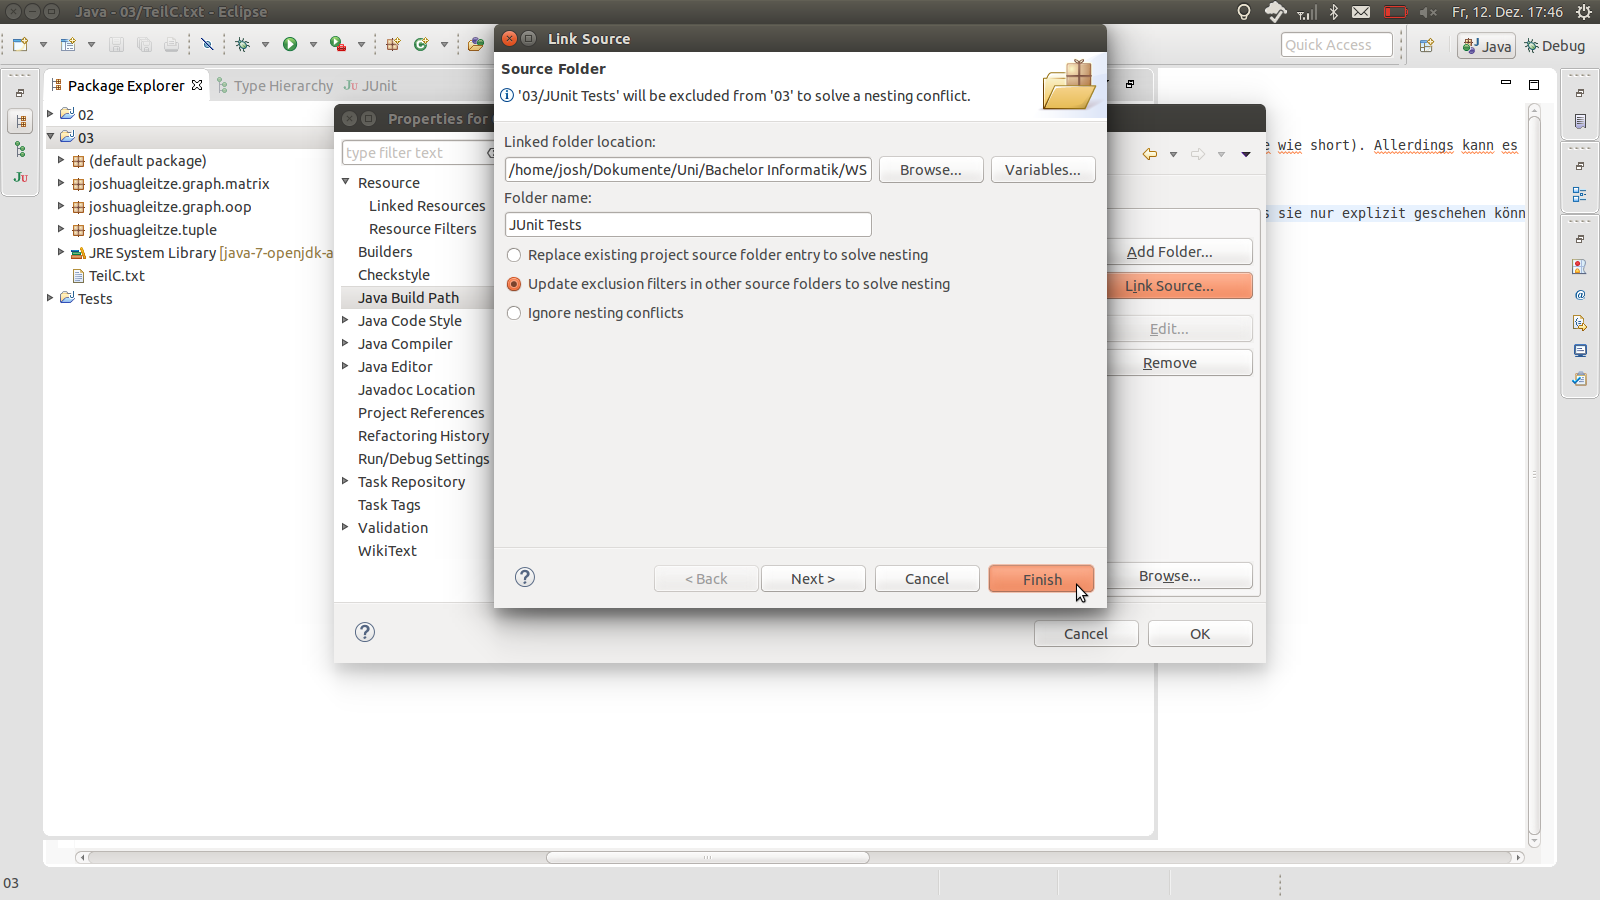 Java - 03/TeilC.txt - Eclipse
Fr, 12. Dez. 17:46
Quick Access
Java
Debug
Package Explorer
Type Hierarchy
JUnit
02
03
(default package)
joshuagleitze.graph.matrix
joshuagleitze.graph.oop
joshuagleitze.tuple
JRE System Library [java-7-openjdk-a
TeilC.txt
Tests
Properties for
type filter text
Resource
Linked Resources
Resource Filters
Builders
Checkstyle
Java Build Path
Java Code Style
Java Compiler
Java Editor
Javadoc Location
Project References
Refactoring History
Run/Debug Settings
Task Repository
Task Tags
Validation
WikiText
Link Source
Source Folder
'03/JUnit Tests' will be excluded from '03' to solve a nesting conflict.
Linked folder location:
/home/josh/Dokumente/Uni/Bachelor Informatik/WS
Browse...
Variables...
Folder name:
JUnit Tests
Replace existing project source folder entry to solve nesting
Update exclusion filters in other source folders to solve nesting
Ignore nesting conflicts
< Back
Next >
Cancel
Finish
Add Folder...
Link Source...
Edit...
Remove
Browse...
Cancel
OK
e wie short). Allerdings kann es
s sie nur explizit geschehen könn
03